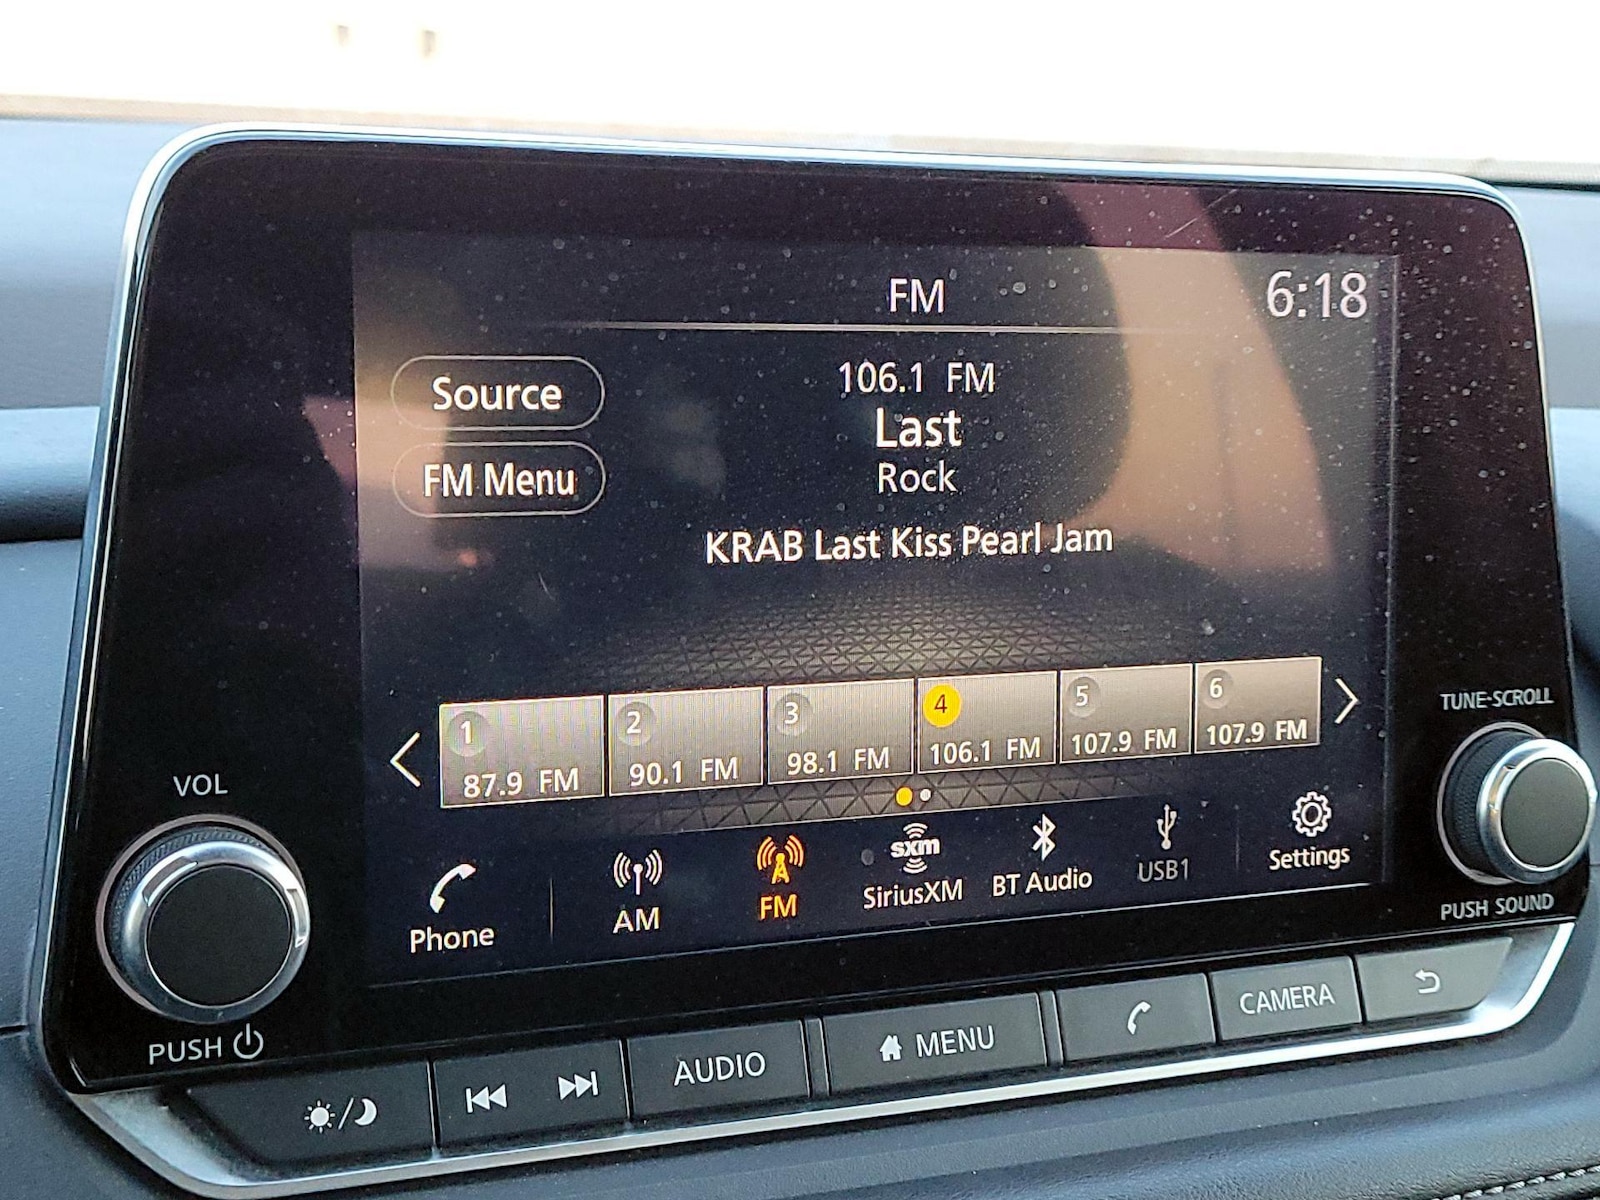 FM
6:18
Source
FM Menu
106.1 FM
Last
Rock
KRAB Last Kiss Pearl Jam
1
87.9 FM
2
90.1 FM
3
98.1 FM
4
106.1 FM
5
107.9 FM
6
107.9 FM
TUNE·SCROLL
VOL
Phone
AM
FM
sxm
SiriusXM
BT Audio
USB1
Settings
PUSH SOUND
PUSH
AUDIO
MENU
CAMERA